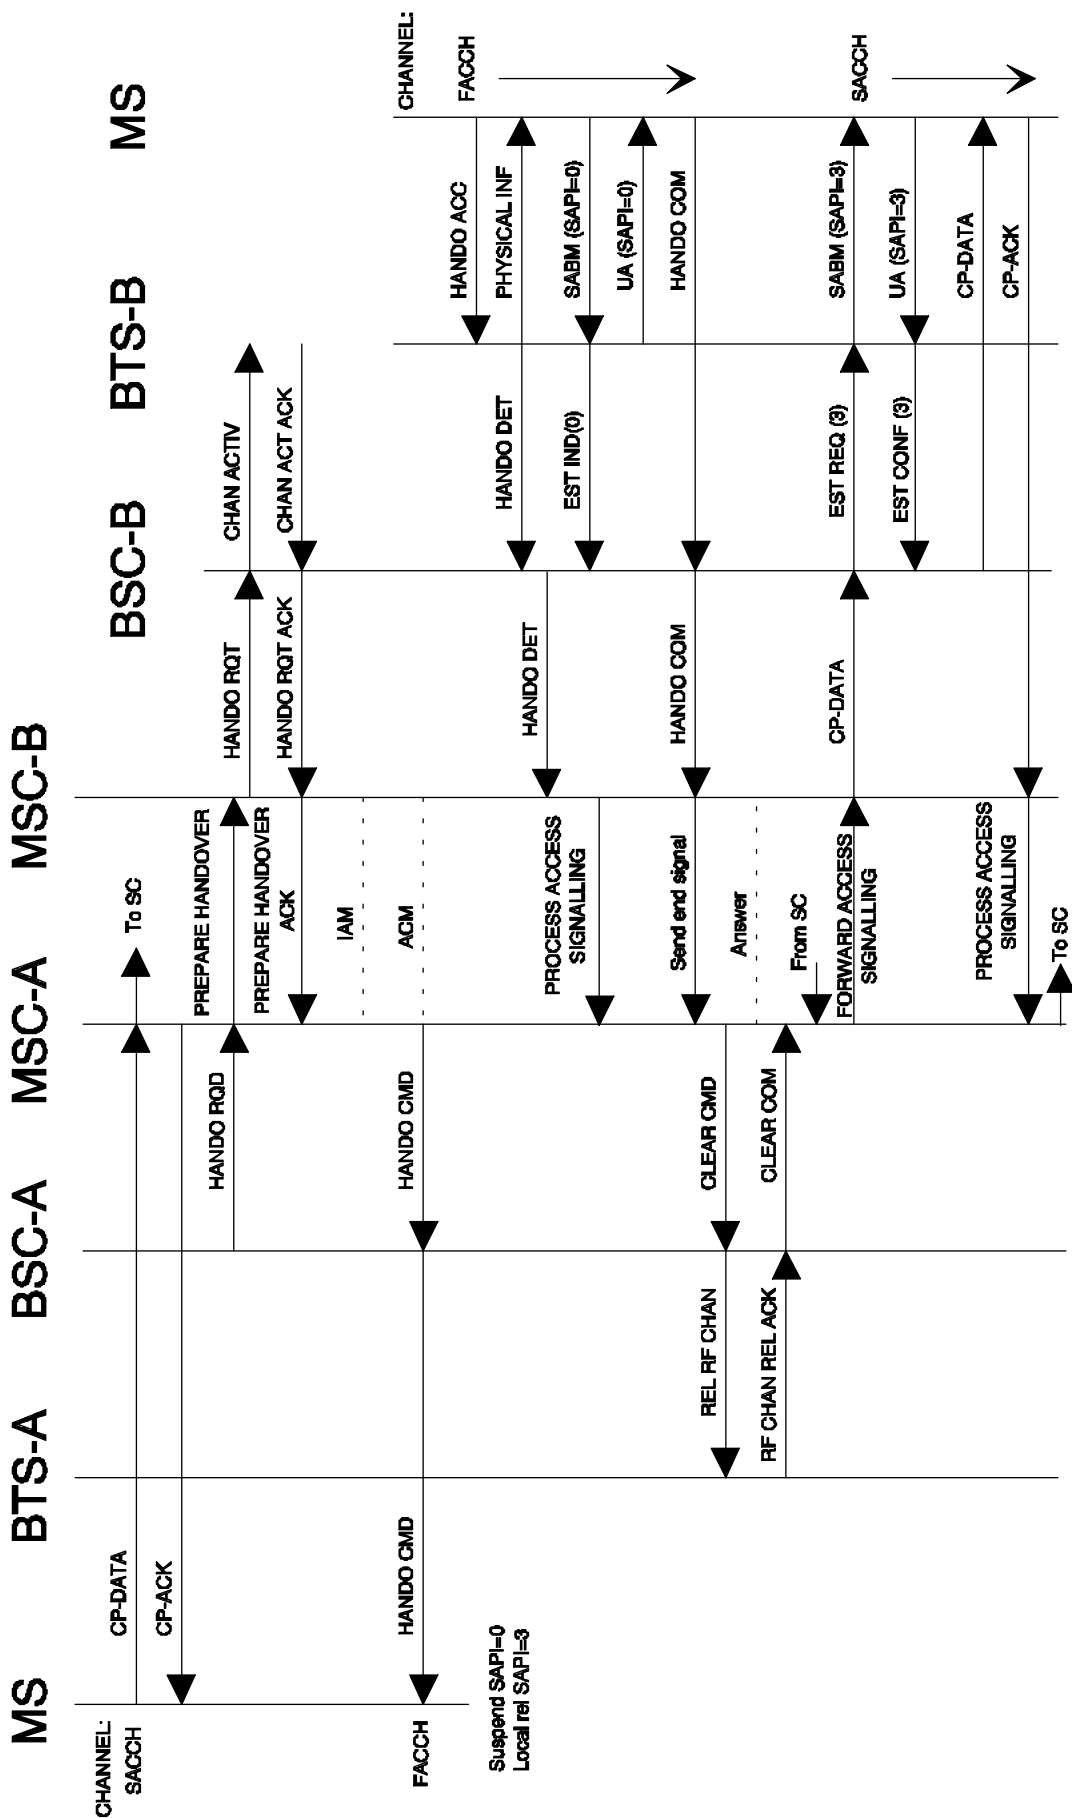 MS
BTS-A
BSC-A
MSC-A
MSC-B
BSC-B
BTS-B
MS
CHANNEL:
SACCH
CP-DATA
To SC
CP-ACK
HANDO RQD
PREPARE HANDOVER
HANDO RQT
CHAN ACTIV
PREPARE HANDOVER
ACK
HANDO RQT ACK
CHAN ACT ACK
IAM
ACM
FACCH
HANDO CMD
HANDO CMD
Suspend SAPI=0
Local rel SAPI=3
CHANNEL:
FACCH
HANDO ACC
HANDO DET
PHYSICAL INF
HANDO DET
PROCESS ACCESS
SIGNALLING
EST IND(0)
SABM (SAPI=0)
UA (SAPI=0)
Send end signal
HANDO COM
HANDO COM
REL RF CHAN
CLEAR CMD
Answer
RF CHAN REL ACK
CLEAR COM
From SC
FORWARD ACCESS
SIGNALLING
CP-DATA
EST REQ (3)
SABM (SAPI=3)
SACCH
EST CONF (3)
UA (SAPI=3)
CP-DATA
PROCESS ACCESS
SIGNALLING
CP-ACK
To SC